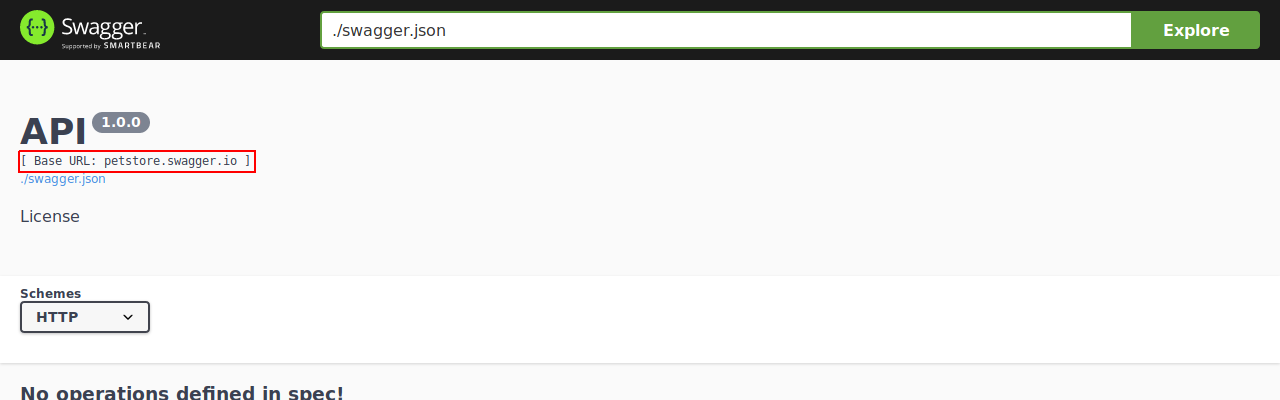 Swagger
Supported by SMARTBEAR
./swagger.json
Explore
API 1.0.0
[ Base URL: petstore.swagger.io ]
./swagger.json
License
Schemes
HTTP
No operations defined in spec!